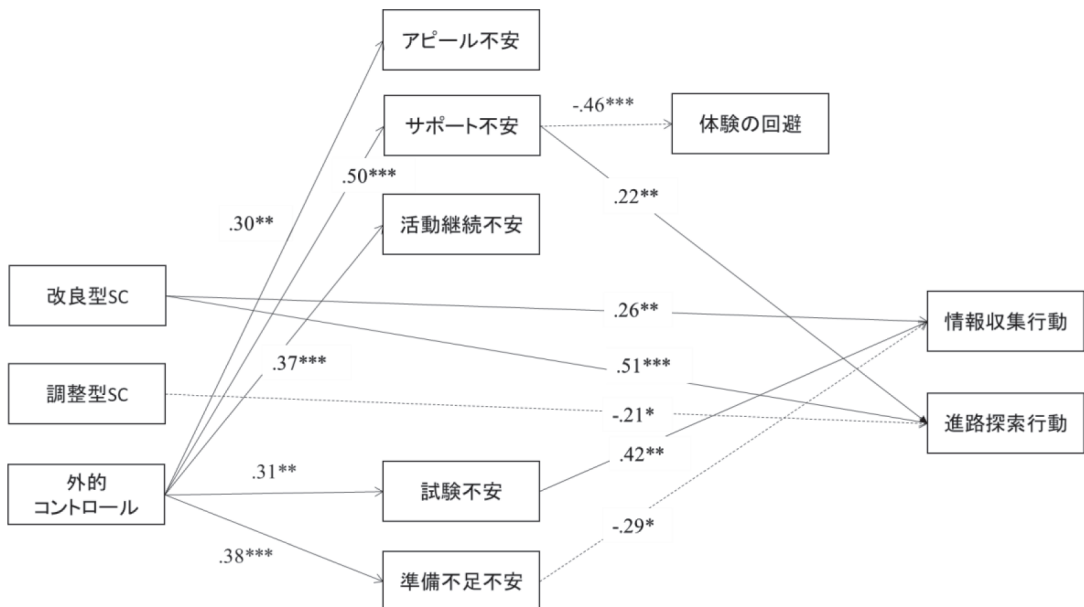 アピール不安
サポート不安
-.46***
体験の回避
.50***
.22**
.30**
活動継続不安
改良型SC
.26**
情報収集行動
.37***
.51***
調整型SC
-.21*
進路探索行動
.42**
外的
コントロール
.31**
試験不安
-.29*
.38***
準備不足不安